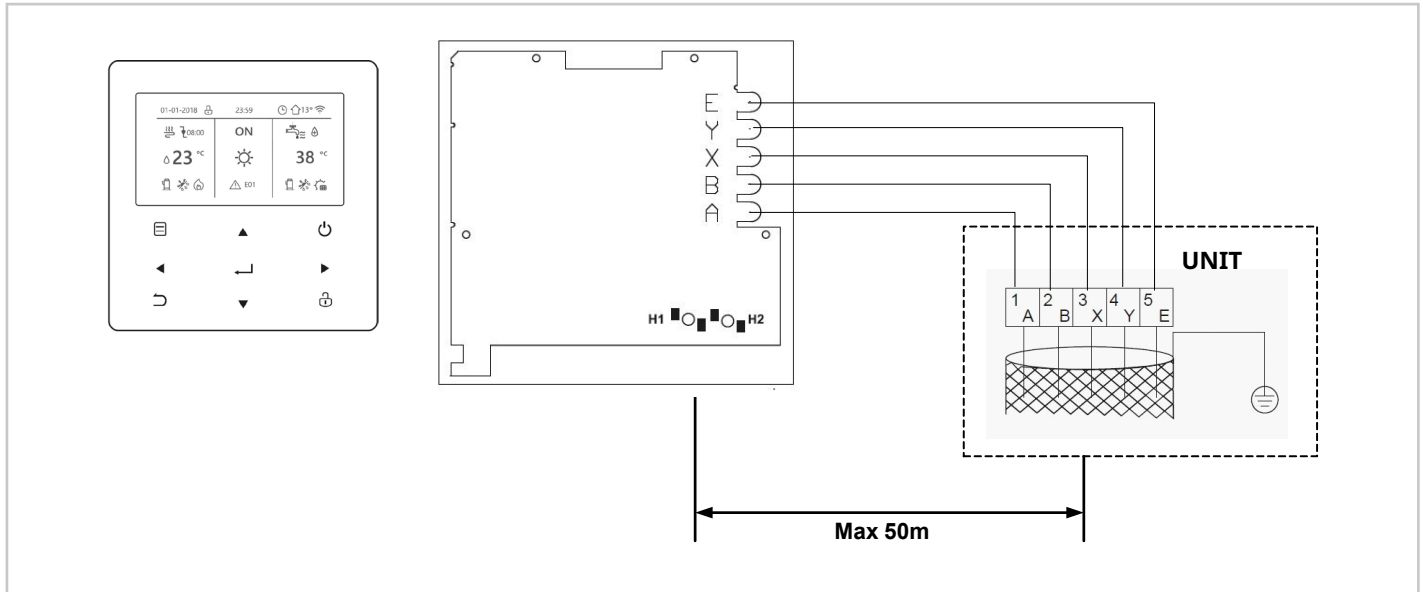 01-01-2018 23:59 13°
08:00 ON
23 °C 38 °C
E01
E
Y
X
B
A
UNIT
1 2 3 4 5
A B X Y E
H1 H2
Max 50m